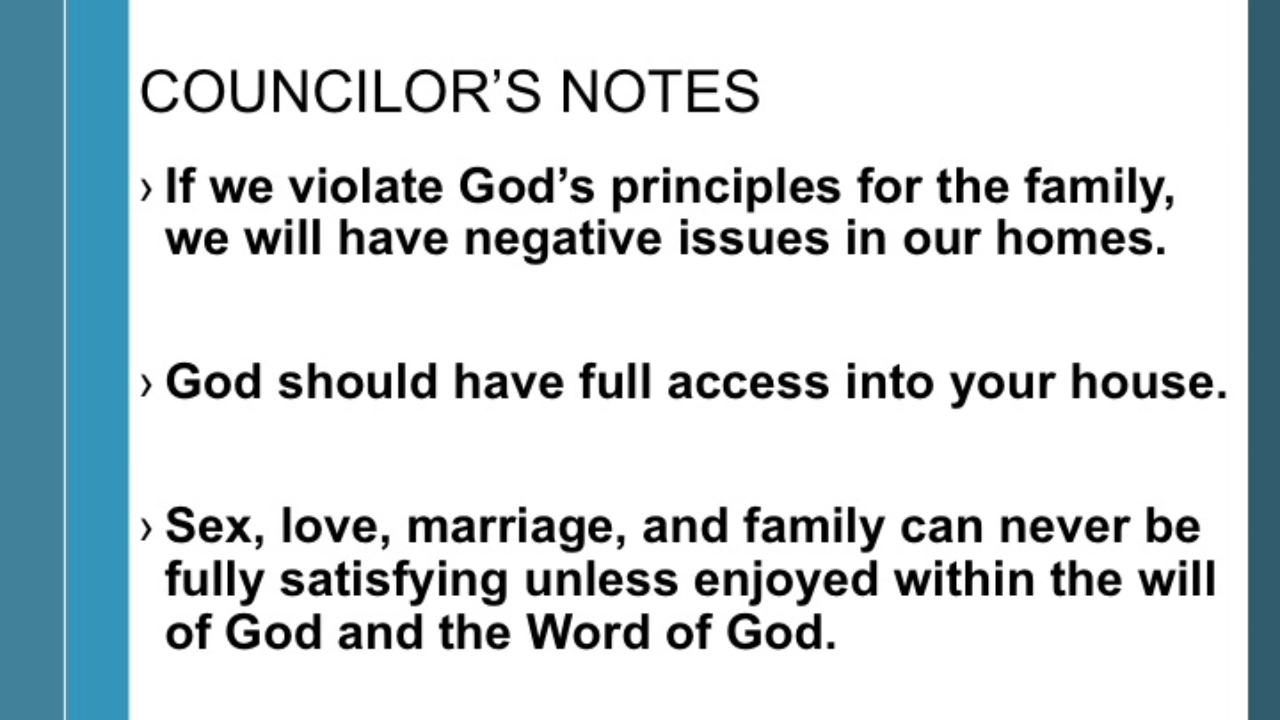 COUNCILOR’S NOTES
› If we violate God’s principles for the family,
we will have negative issues in our homes.
› God should have full access into your house.
› Sex, love, marriage, and family can never be
fully satisfying unless enjoyed within the will
of God and the Word of God.